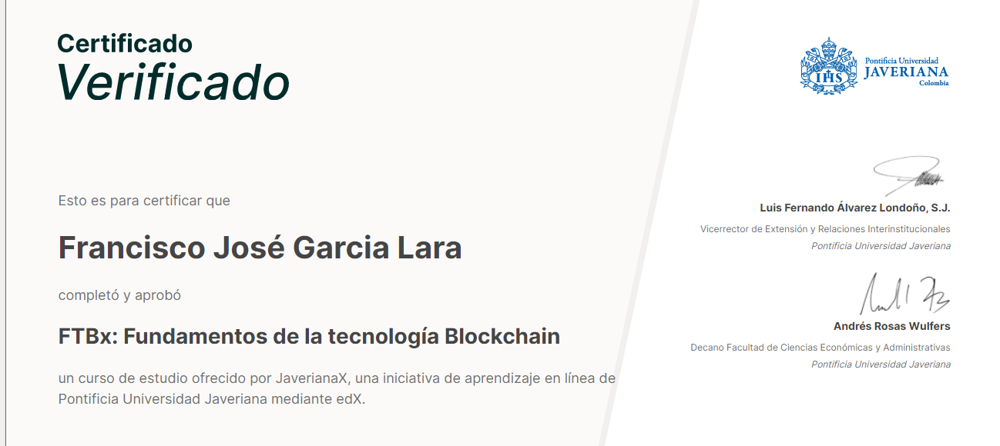 Certificado
Verificado
Esto es para certificar que
Francisco José Garcia Lara
completó y aprobó
FTBx: Fundamentos de la tecnología Blockchain
un curso de estudio ofrecido por JaverianaX, una iniciativa de aprendizaje en línea de
Pontificia Universidad Javeriana mediante edX.
IHS
Pontificia Universidad
JAVERIANA
Colombia
Luis Fernando Álvarez Londoño, S.J.
Vicerrector de Extensión y Relaciones Interinstitucionales
Pontificia Universidad Javeriana
Andrés Rosas Wulfers
Decano Facultad de Ciencias Económicas y Administrativas
Pontificia Universidad Javeriana